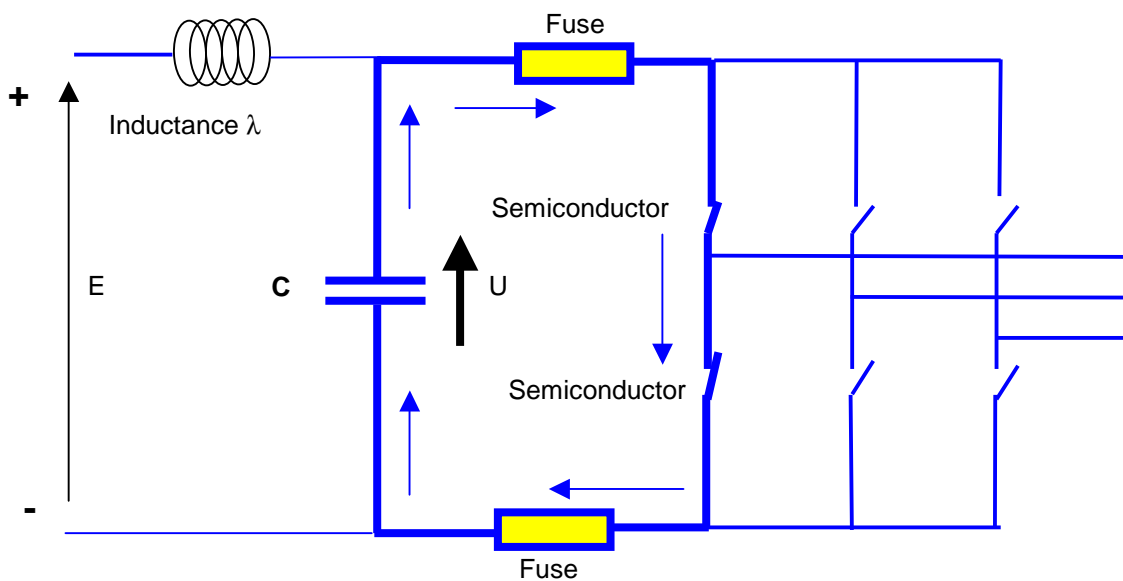 Fuse
+
Inductance λ
Semiconductor
E
C
U
Semiconductor
-
Fuse